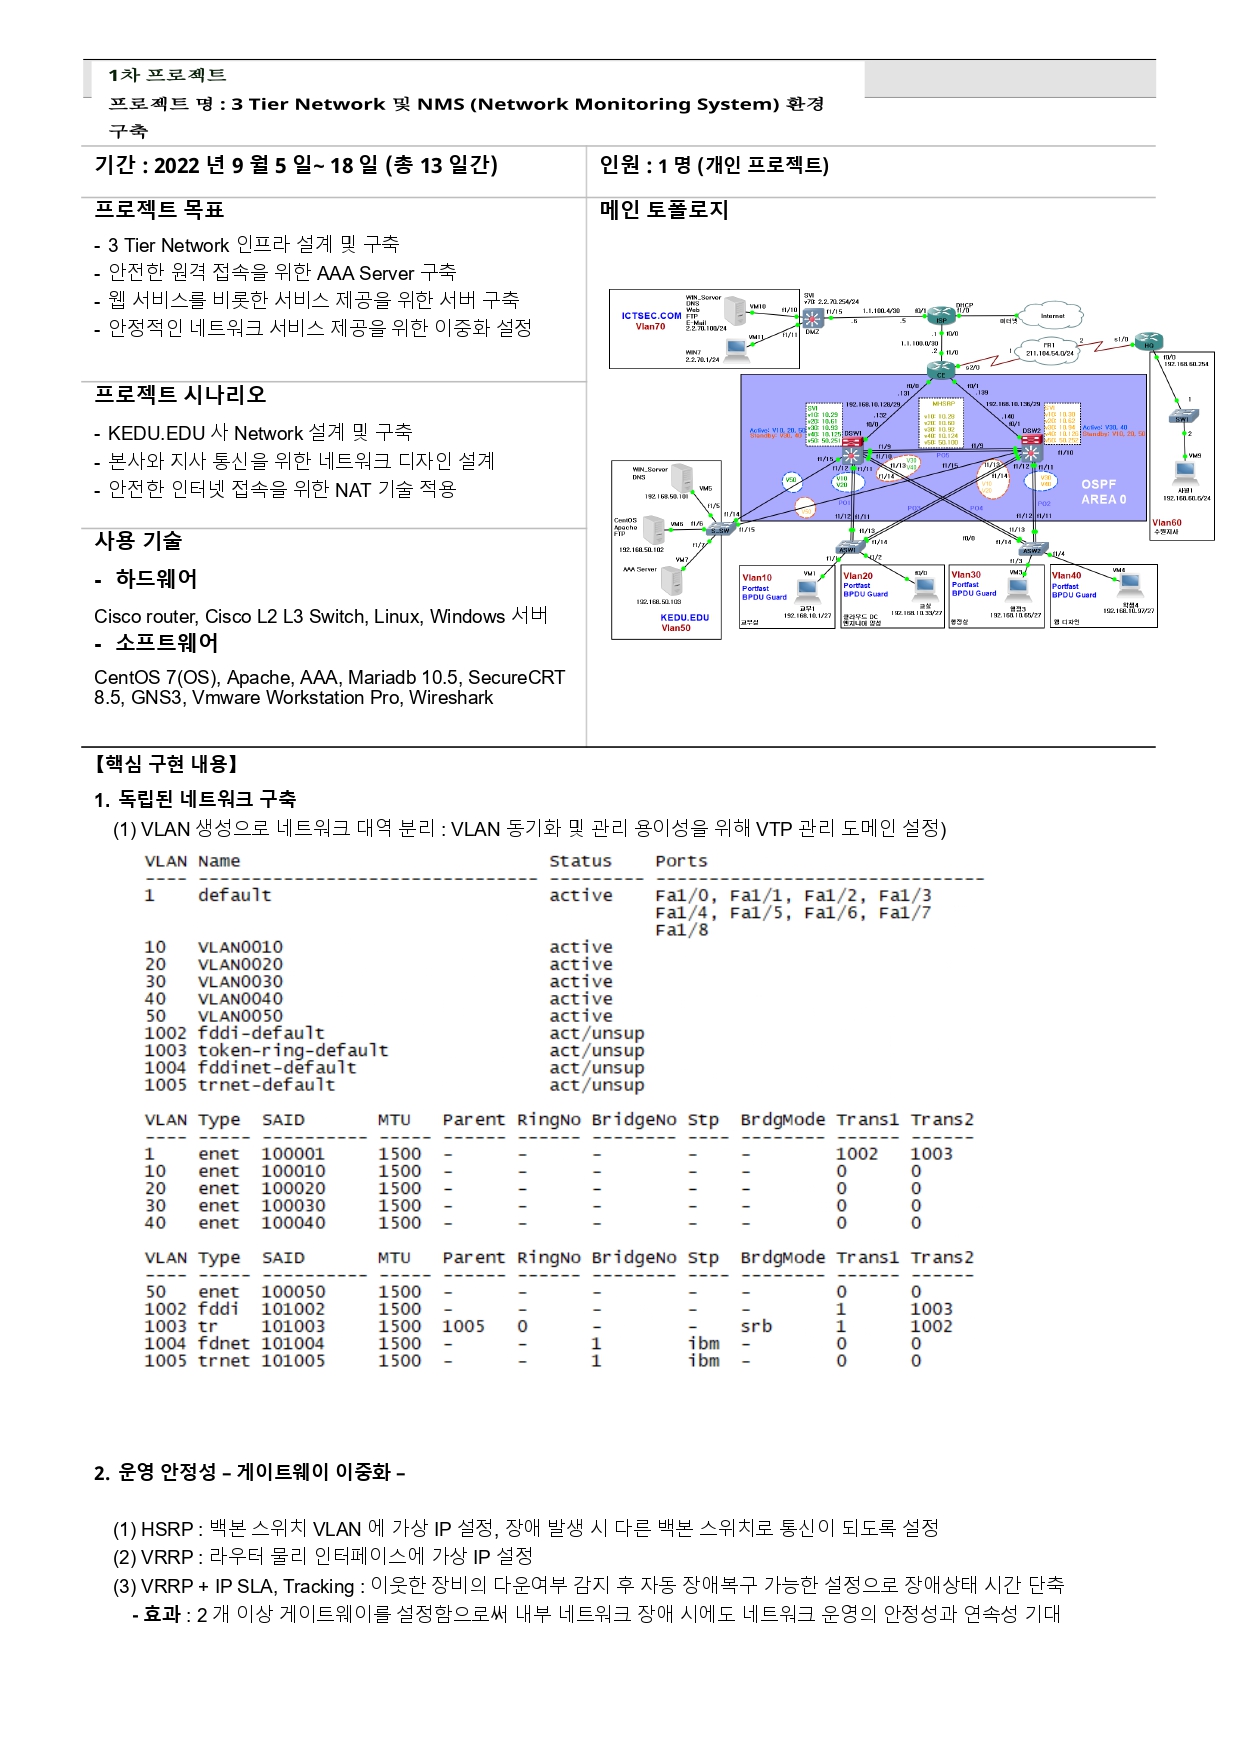 1차 프로젝트
프로젝트 명 : 3 Tier Network 및 NMS (Network Monitoring System) 환경
구축
기간 : 2022 년 9 월 5 일~ 18 일 (총 13 일간)
인원 : 1 명 (개인 프로젝트)
프로젝트 목표
- 3 Tier Network 인프라 설계 및 구축
- 안전한 원격 접속을 위한 AAA Server 구축
- 웹 서비스를 비롯한 서비스 제공을 위한 서버 구축
- 안정적인 네트워크 서비스 제공을 위한 이중화 설정
프로젝트 시나리오
- KEDU.EDU 사 Network 설계 및 구축
- 본사와 지사 통신을 위한 네트워크 디자인 설계
- 안전한 인터넷 접속을 위한 NAT 기술 적용
사용 기술
- 하드웨어
Cisco router, Cisco L2 L3 Switch, Linux, Windows 서버
- 소프트웨어
CentOS 7(OS), Apache, AAA, Mariadb 10.5, SecureCRT
8.5, GNS3, Vmware Workstation Pro, Wireshark
메인 토폴로지
ICTSEC.COM
Vlan70
WIN_Server
DNS
Web
FTP
E-Mail
2.2.70.100/24
VM10
f1/10
WIN7
2.2.70.1/24
VM11
f1/11
SVI
v70: 2.2.70.254/24
f1/15
DMZ
.6
1.1.100.4/30
.5
f0/1
DHCP
f1/0
ISP
Internet
.1
f0/0
1.1.100.0/30
.2
f1/0
CE
s2/0
1
FR1
211.104.54.0/24
2
s1/0
HQ
f0/0
192.168.60.254
SW1
1
2
VM9
사원1
192.168.60.5/24
Vlan60
수원지사
f0/0
.131
f0/1
.139
192.168.10.128/29
192.168.10.136/29
.132
f0/0
.140
f0/0
SVI
MHSRP
DSW1
DSW2
Active: V10, 20, 50
Active: V30, 40
Standby: V10, 20, 50
OSPF
AREA 0
PO1
PO2
PO4
PO5
WIN_Server
DNS
192.168.50.101
VM5
f1/5
CentOS
Apache
FTP
192.168.50.102
VM6
f1/6
AAA Server
VM7
f1/7
192.168.50.103
S_SW
f1/14
f1/15
KEDU.EDU
Vlan50
ASW1
ASW2
Vlan10
Portfast
BPDU Guard
VM1
교무1
192.168.10.1/27
교무실
Vlan20
Portfast
BPDU Guard
192.168.10.33/27
클라우드 DC
엔지니어 양성
Vlan30
Portfast
BPDU Guard
VM3
행정3
192.168.10.65/27
행정실
Vlan40
Portfast
BPDU Guard
VM4
학생4
192.168.10.97/27
웹 디자인
【핵심 구현 내용】
1. 독립된 네트워크 구축
(1) VLAN 생성으로 네트워크 대역 분리 : VLAN 동기화 및 관리 용이성을 위해 VTP 관리 도메인 설정)
VLAN Name Status Ports
---- -------------------------------- --------- -------------------------------
1 default active Fa1/0, Fa1/1, Fa1/2, Fa1/3
Fa1/4, Fa1/5, Fa1/6, Fa1/7
Fa1/8
10 VLAN0010 active
20 VLAN0020 active
30 VLAN0030 active
40 VLAN0040 active
50 VLAN0050 active
1002 fddi-default act/unsup
1003 token-ring-default act/unsup
1004 fddinet-default act/unsup
1005 trnet-default act/unsup
VLAN Type SAID MTU Parent RingNo BridgeNo Stp BrdgMode Trans1 Trans2
---- ----- ---------- ----- ------ ------ -------- ---- -------- ------ ------
1 enet 100001 1500 - - - - - 1002 1003
10 enet 100010 1500 - - - - - 0 0
20 enet 100020 1500 - - - - - 0 0
30 enet 100030 1500 - - - - - 0 0
40 enet 100040 1500 - - - - - 0 0
VLAN Type SAID MTU Parent RingNo BridgeNo Stp BrdgMode Trans1 Trans2
---- ----- ---------- ----- ------ ------ -------- ---- -------- ------ ------
50 enet 100050 1500 - - - - - 0 0
1002 fddi 101002 1500 - - - - - 1 1003
1003 tr 101003 1500 1005 0 - - srb 1 1002
1004 fdnet 101004 1500 - - 1 ibm - 0 0
1005 trnet 101005 1500 - - 1 ibm - 0 0
2. 운영 안정성 – 게이트웨이 이중화 –
(1) HSRP : 백본 스위치 VLAN 에 가상 IP 설정, 장애 발생 시 다른 백본 스위치로 통신이 되도록 설정
(2) VRRP : 라우터 물리 인터페이스에 가상 IP 설정
(3) VRRP + IP SLA, Tracking : 이웃한 장비의 다운여부 감지 후 자동 장애복구 가능한 설정으로 장애상태 시간 단축
- 효과 : 2 개 이상 게이트웨이를 설정함으로써 내부 네트워크 장애 시에도 네트워크 운영의 안정성과 연속성 기대